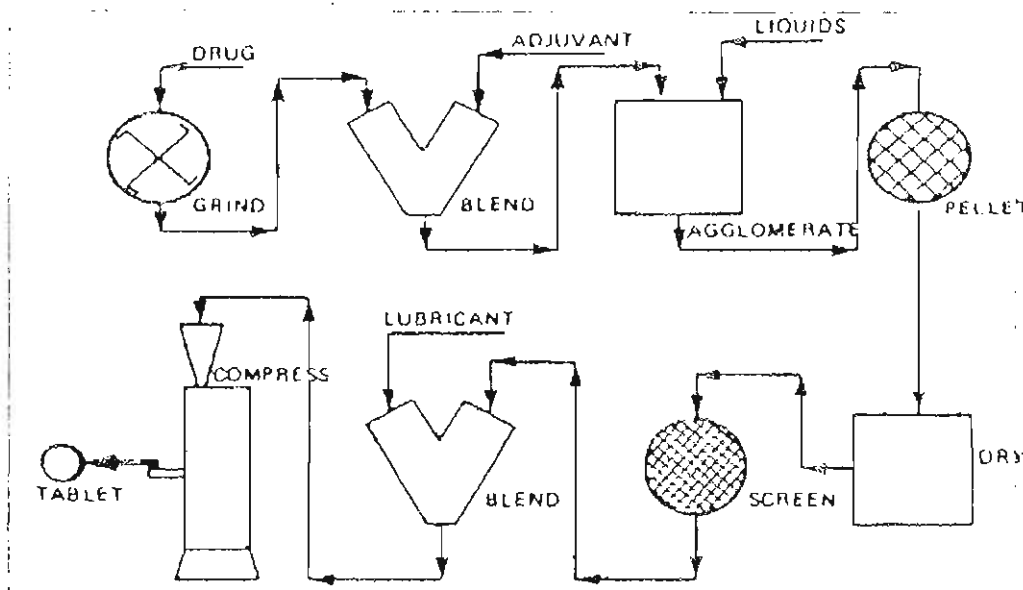 DRUG
ADJUVANT
LIQUIDS
GRIND
BLEND
AGGLOMERATE
PELLET
LUBRICANT
COMPRESS
TABLET
BLEND
SCREEN
DRY